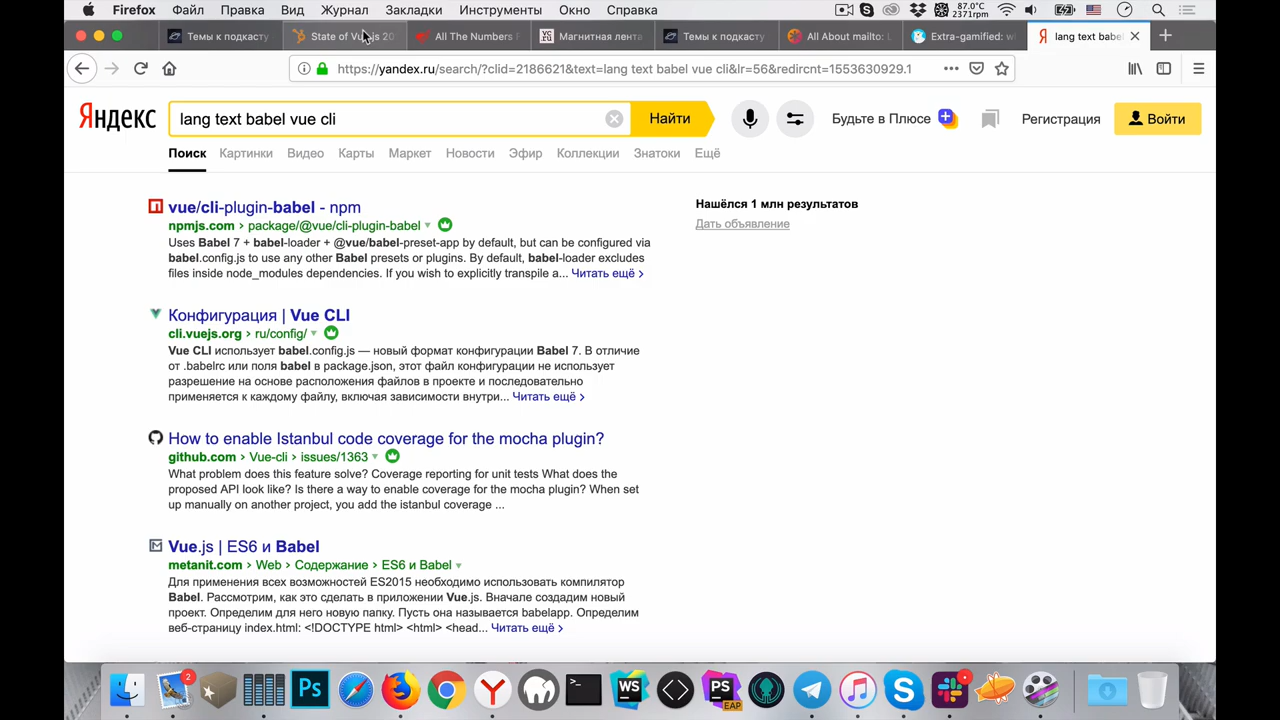 Firefox Файл Правка Вид Журнал Закладки Инструменты Окно Справка 87.0°C 2371rpm
Темы к подкасту State of Vue.js 20 All The Numbers Магнитная лента Темы к подкасту All About mailto: L Extra-gamified: w lang text babel
https://yandex.ru/search/?clid=2186621&text=lang text babel vue cli&lr=56&redircnt=1553630929.1
Яндекс lang text babel vue cli Найти Будьте в Плюсе Регистрация Войти
Поиск Картинки Видео Карты Маркет Новости Эфир Коллекции Знатоки Ещё
vue/cli-plugin-babel - npm
npmjs.com › package/@vue/cli-plugin-babel
Uses Babel 7 + babel-loader + @vue/babel-preset-app by default, but can be configured via
babel.config.js to use any other Babel presets or plugins. By default, babel-loader excludes
files inside node_modules dependencies. If you wish to explicitly transpile a... Читать ещё ›
Нашёлся 1 млн результатов
Дать объявление
Конфигурация | Vue CLI
cli.vuejs.org › ru/config/
Vue CLI использует babel.config.js — новый формат конфигурации Babel 7. В отличие
от .babelrc или поля babel в package.json, этот файл конфигурации не использует
разрешение на основе расположения файлов в проекте и последовательно
применяется к каждому файлу, включая зависимости внутри... Читать ещё ›
How to enable Istanbul code coverage for the mocha plugin?
github.com › Vue-cli › issues/1363
What problem does this feature solve? Coverage reporting for unit tests What does the
proposed API look like? Is there a way to enable coverage for the mocha plugin? When set
up manually on another project, you add the istanbul coverage ...
Vue.js | ES6 и Babel
metanit.com › Web › Содержание › ES6 и Babel
Для применения всех возможностей ES2015 необходимо использовать компилятор
Babel. Рассмотрим, как это сделать в приложении Vue.js. Вначале создадим новый
проект. Определим для него новую папку. Пусть она называется babelapp. Определим
веб-страницу index.html: <!DOCTYPE html> <html> <head... Читать ещё ›
2 Ps WS PS EAP